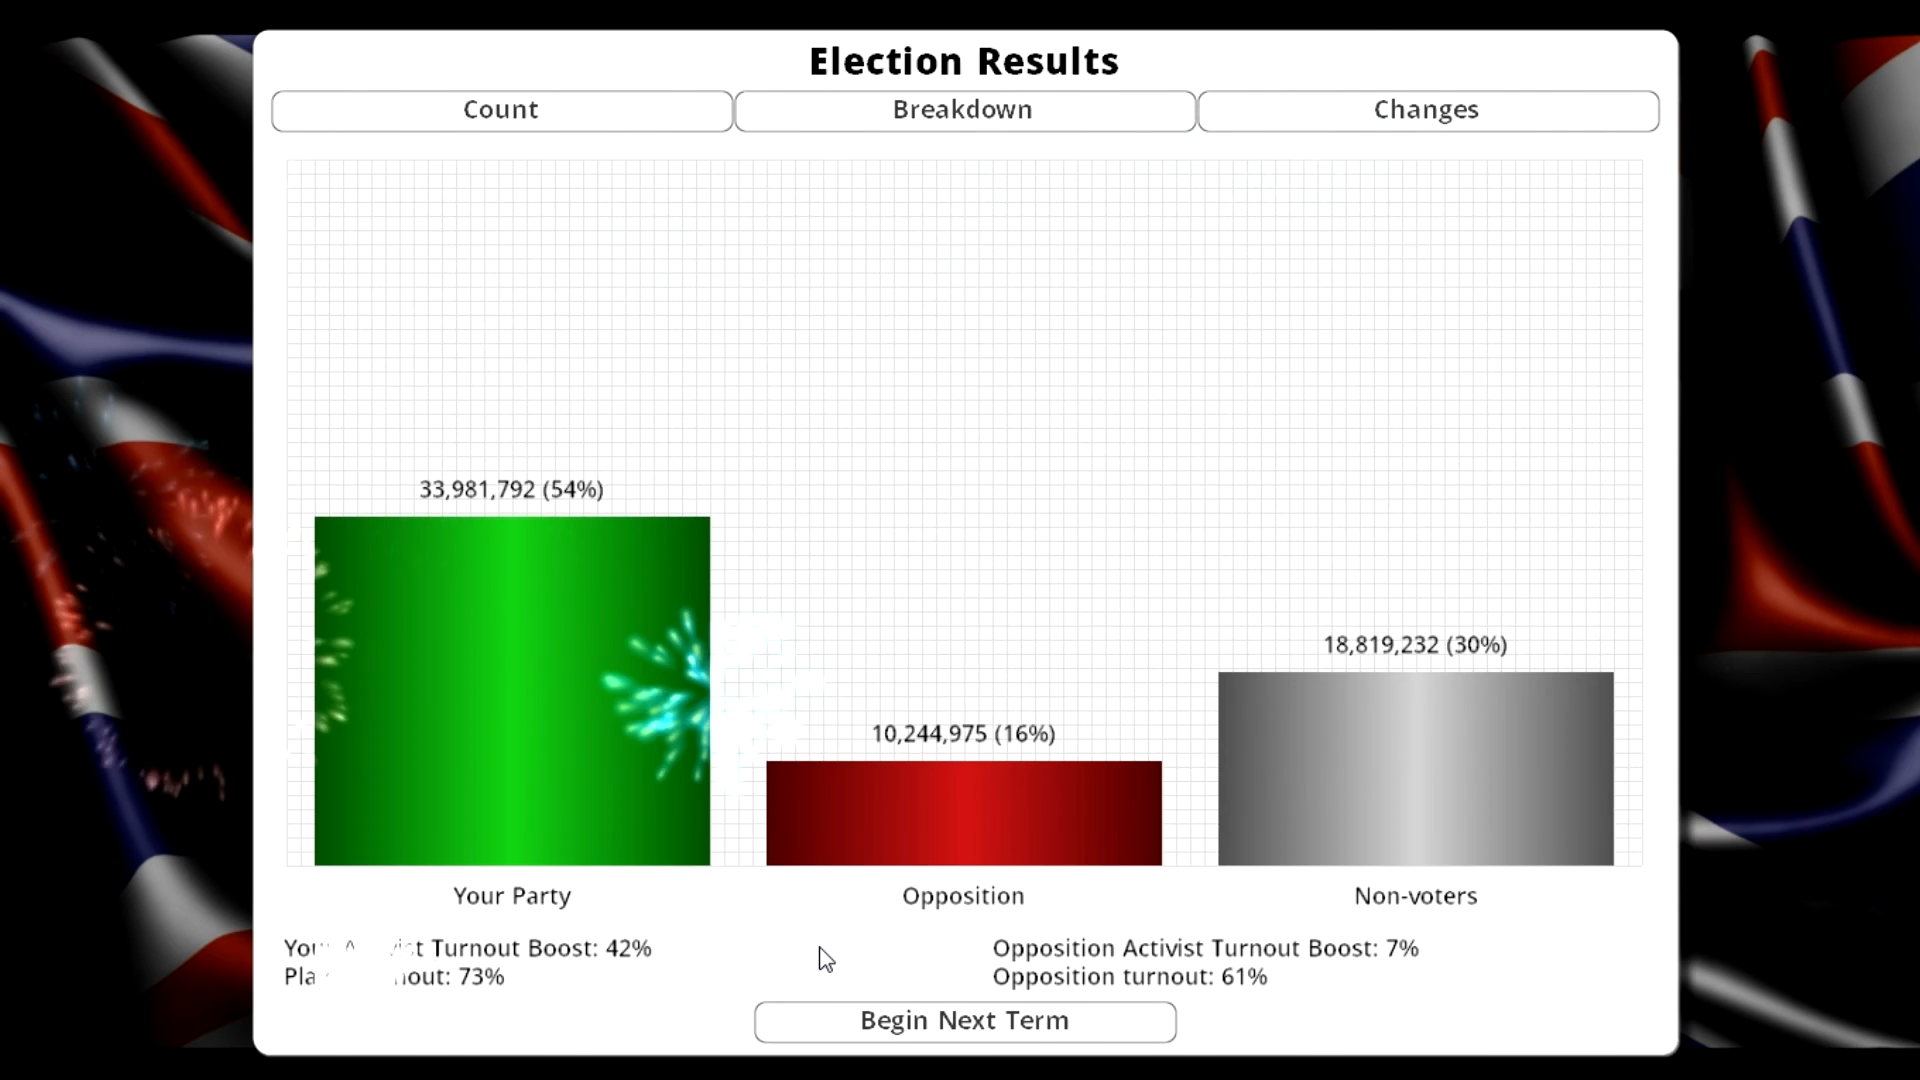 Election Results
Count
Breakdown
Changes
33,981,792 (54%)
18,819,232 (30%)
10,244,975 (16%)
Your Party
Opposition
Non-voters
Turnout Boost: 42%
Opposition Activist Turnout Boost: 7%
73%
Opposition turnout: 61%
Begin Next Term